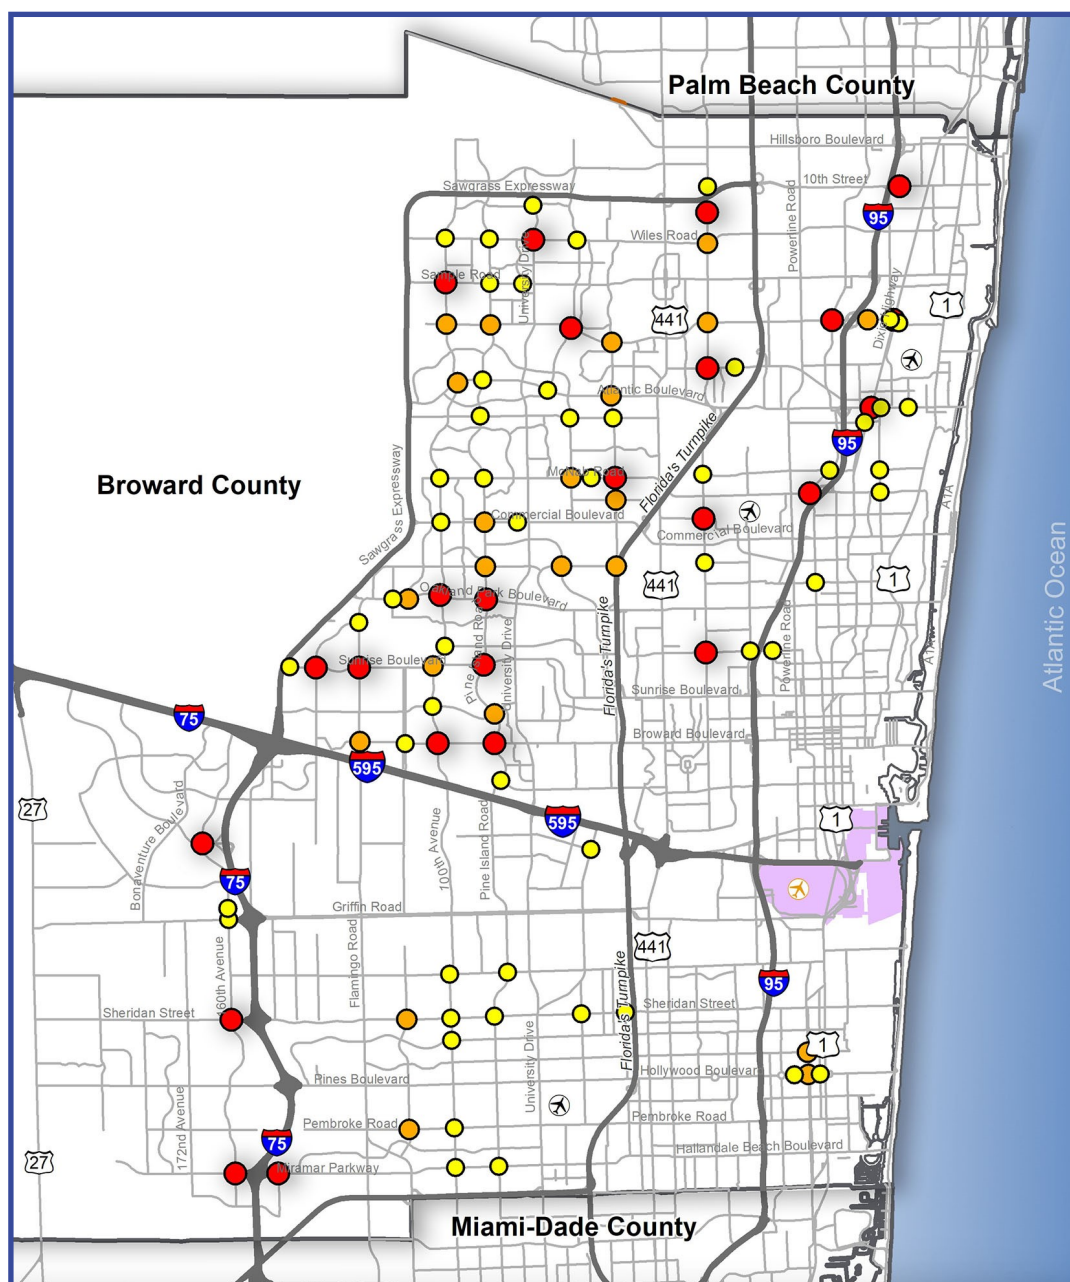 Palm Beach County
Hillsboro Boulevard
Sawgrass Expressway
10th Street
Powerline Road
95
Wiles Road
University Drive
Sample Road
Dixie Highway
441
1
Atlantic Boulevard
Florida's Turnpike
95
McNab Road
Broward County
Sawgrass Expressway
Commercial Boulevard
Commercial Boulevard
A1A
Atlantic Ocean
441
1
Oakland Park Boulevard
Pine Island Road
University Drive
Florida's Turnpike
Powerline Road
A1A
Sunrise Boulevard
Sunrise Boulevard
75
Broward Boulevard
595
27
Bonaventure Boulevard
595
1
100th Avenue
Pine Island Road
75
Griffin Road
Flamingo Road
160th Avenue
441
Florida's Turnpike
95
Sheridan Street
Sheridan Street
University Drive
1
Pines Boulevard
Hollywood Boulevard
172nd Avenue
Pembroke Road
Pembroke Road
75
Hallandale Beach Boulevard
27
Miramar Parkway
Miami-Dade County